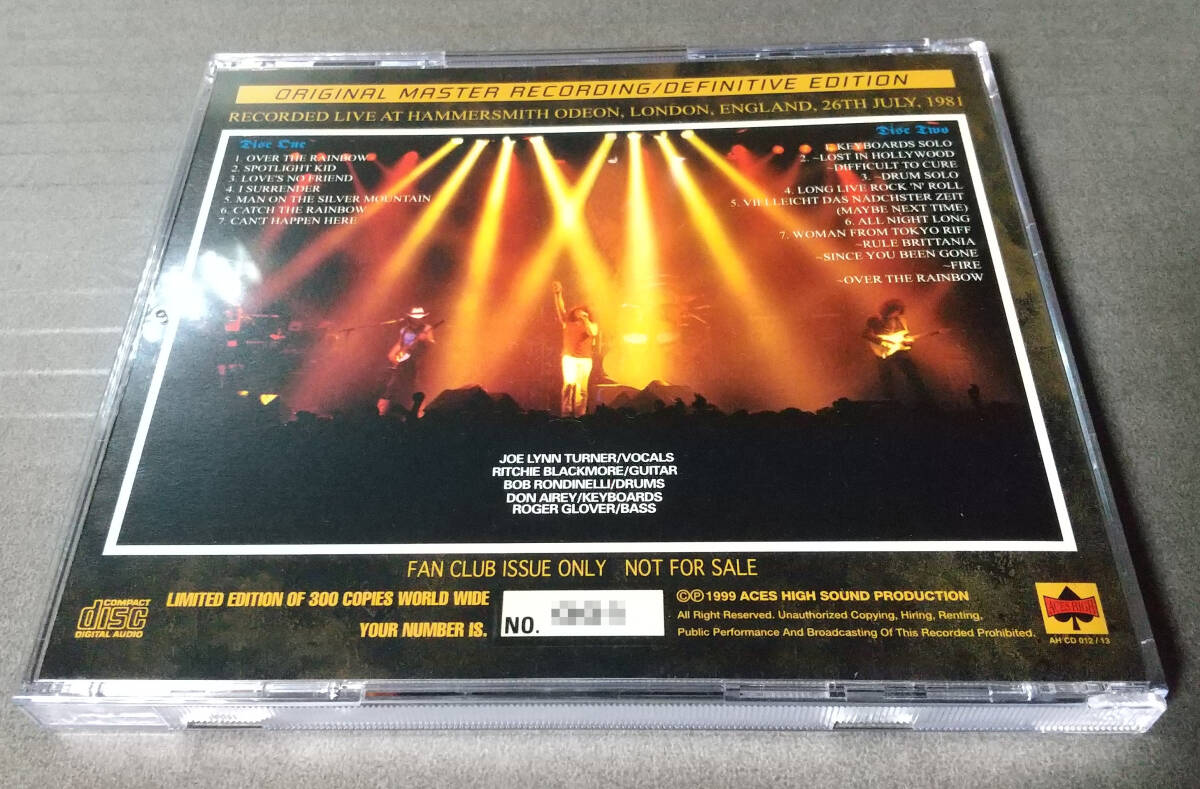 ORIGINAL MASTER RECORDING/DEFINITIVE EDITION
RECORDED LIVE AT HAMMERSMITH ODEON, LONDON, ENGLAND, 26TH JULY, 1981
Disc One
1. OVER THE RAINBOW
2. SPOTLIGHT KID
3. LOVE'S NO FRIEND
4. I SURRENDER
5. MAN ON THE SILVER MOUNTAIN
6. CATCH THE RAINBOW
7. CAN'T HAPPEN HERE
Disc Two
1. KEYBOARDS SOLO
2. ~LOST IN HOLLYWOOD
~DIFFICULT TO CURE
3. ~DRUM SOLO
4. LONG LIVE ROCK 'N' ROLL
5. VIELLEICHT DAS NADCHSTER ZEIT
(MAYBE NEXT TIME)
6. ALL NIGHT LONG
7. WOMAN FROM TOKYO RIFF
~RULE BRITTANIA
~SINCE YOU BEEN GONE
~FIRE
~OVER THE RAINBOW
JOE LYNN TURNER/VOCALS
RITCHIE BLACKMORE/GUITAR
BOB RONDINELLI/DRUMS
DON AIREY/KEYBOARDS
ROGER GLOVER/BASS
FAN CLUB ISSUE ONLY NOT FOR SALE
COMPACT
disc
DIGITAL AUDIO
LIMITED EDITION OF 300 COPIES WORLD WIDE
YOUR NUMBER IS.
NO.
©℗ 1999 ACES HIGH SOUND PRODUCTION
All Right Reserved. Unauthorized Copying, Hiring, Renting,
Public Performance And Broadcasting Of This Recorded Prohibited.
ACES HIGH
AH CD 012 / 13